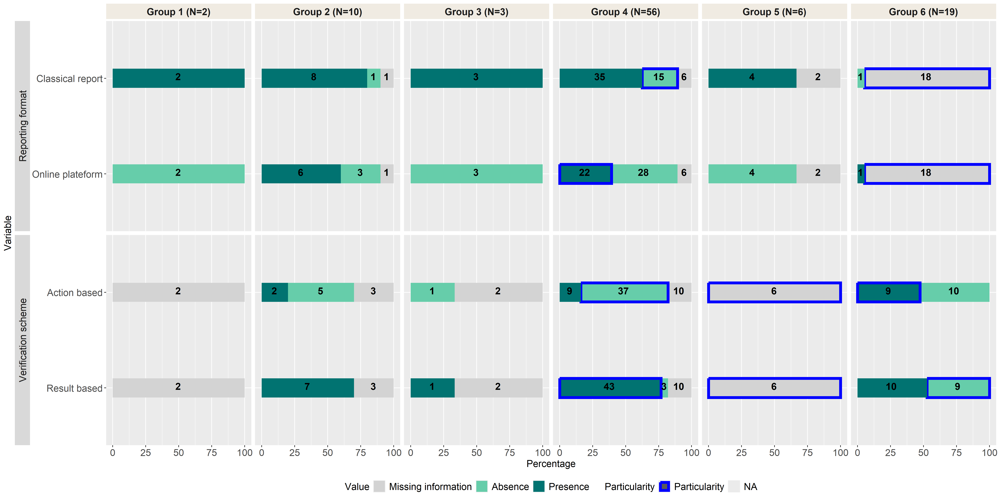 Group 1 (N=2) Group 2 (N=10) Group 3 (N=3) Group 4 (N=56) Group 5 (N=6) Group 6 (N=19)
Variable
Reporting format
Classical report 2 8 1 1 3 35 15 6 4 2 1 18
Online plateform 2 6 3 1 3 22 28 6 4 2 1 18
Verification scheme
Action based 2 2 5 3 1 2 9 37 10 6 9 10
Result based 2 7 3 1 2 43 3 10 6 10 9
0 25 50 75 100 0 25 50 75 100 0 25 50 75 100 0 25 50 75 100 0 25 50 75 100 0 25 50 75 100
Percentage
Value Missing information Absence Presence Particularity Particularity NA